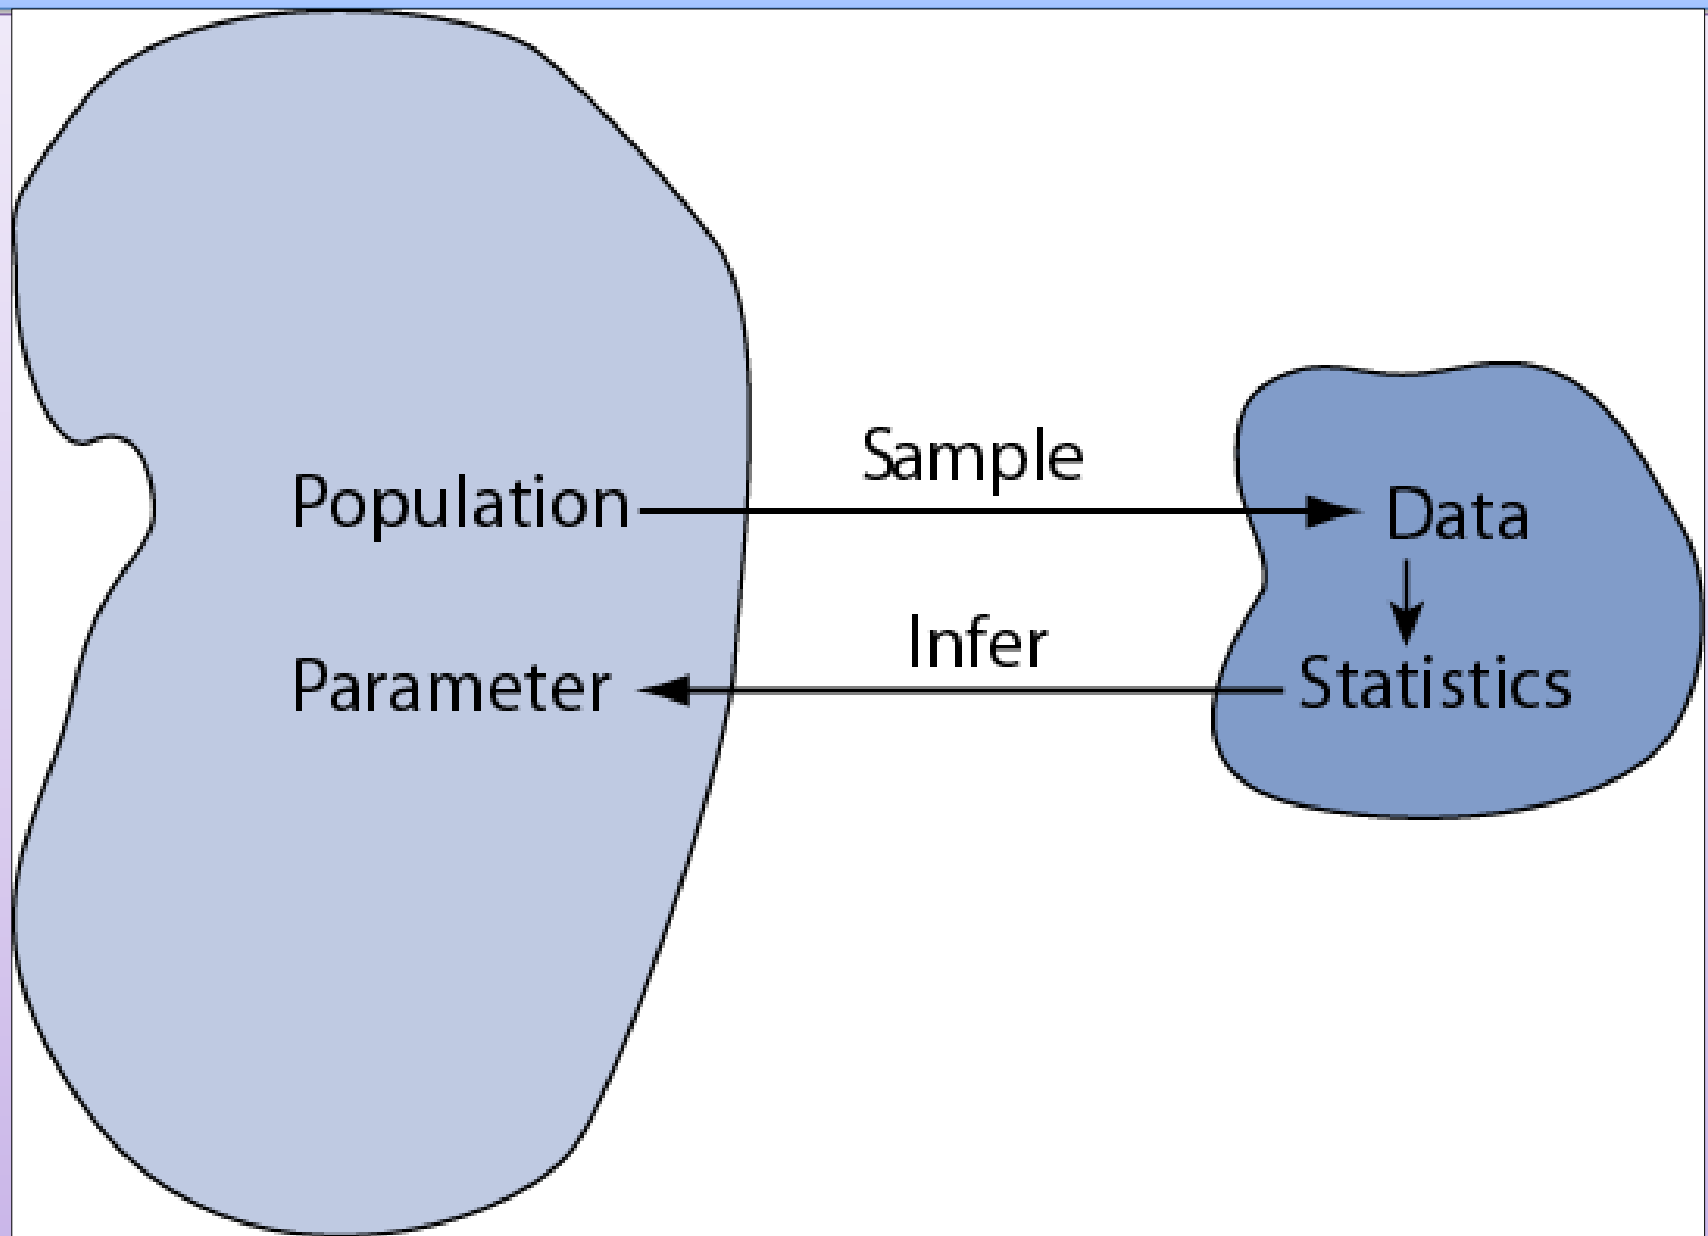 Sample
Population
Data
Infer
Parameter
Statistics